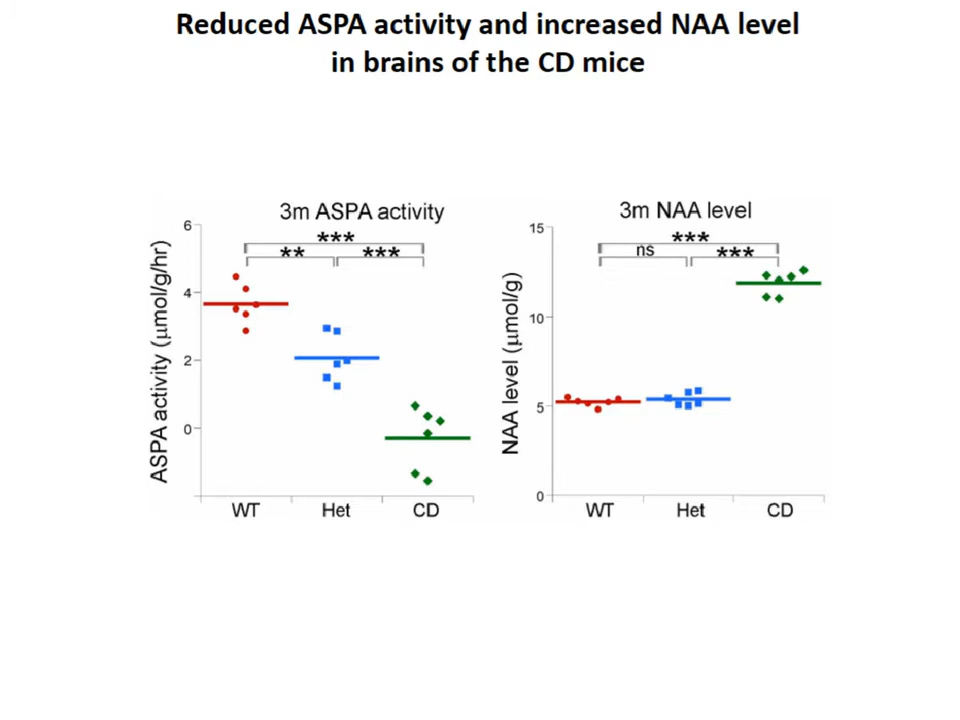 Reduced ASPA activity and increased NAA level
in brains of the CD mice
3m ASPA activity
ASPA activity (μmol/g/hr)
6
4
2
0
***
** ***
WT Het CD
3m NAA level
NAA level (μmol/g)
15
10
5
0
***
ns ***
WT Het CD